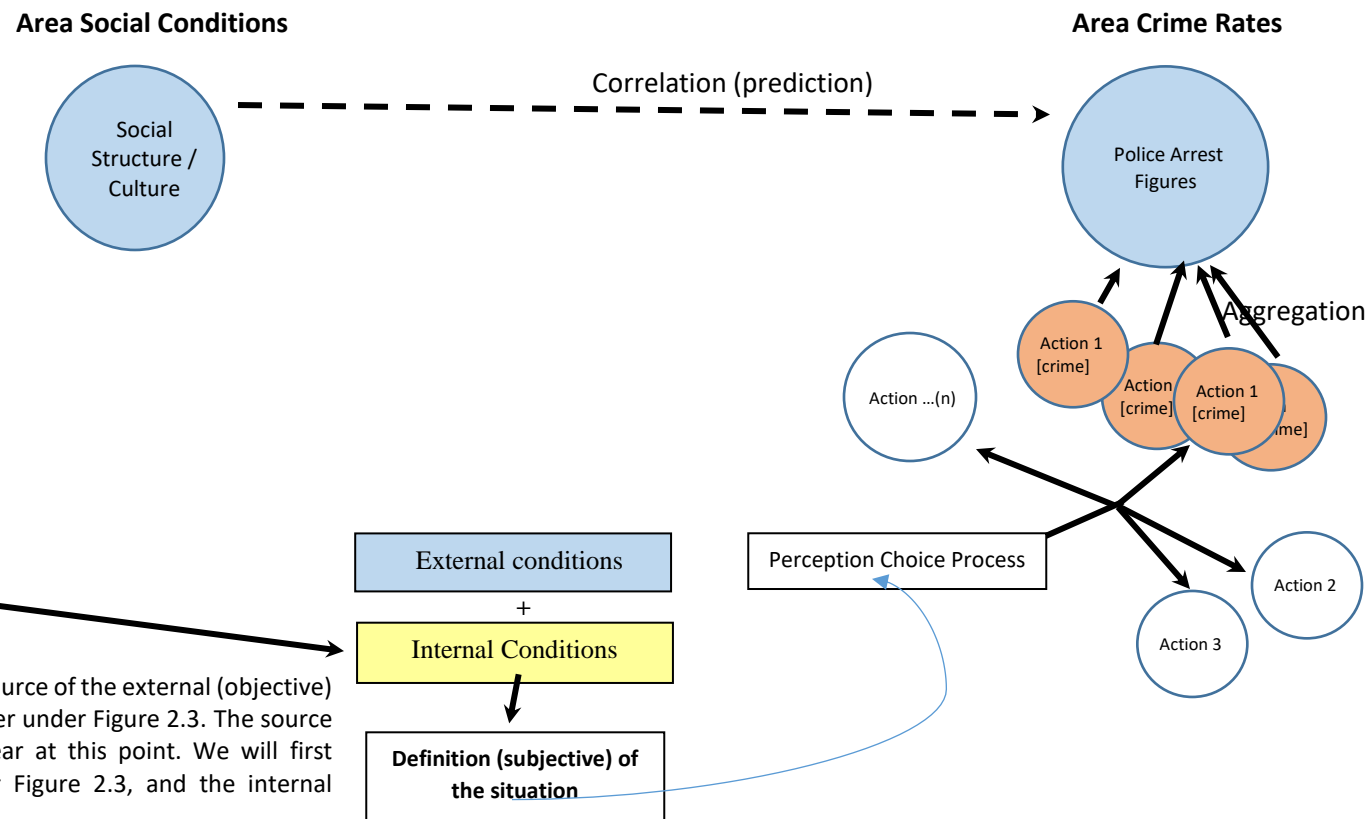 Area Social Conditions
Area Crime Rates
Correlation (prediction)
Social
Structure /
Culture
Police Arrest
Figures
Aggregation
Action 1
[crime]
Action
[crime]
Action 1
[crime]
ime]
Action …(n)
External conditions
+
Internal Conditions
Perception Choice Process
Action 2
Action 3
Definition (subjective) of
the situation
urce of the external (objective)
er under Figure 2.3. The source
ear at this point. We will first
Figure 2.3, and the internal